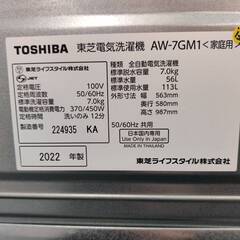 TOSHIBA 東芝電気洗濯機 AW-7GM1<家庭用
東芝ライフスタイル株式会社
JET
定格電圧 100V
定格周波数 50/60Hz
電動機定格消費電力 370/450W
洗いのみ 12分
製造番号
224935 KA
2022 年製
種類 全自動電気洗濯機
標準脱水容量 7.0kg
標準洗濯容量 7.0kg
標準水量 56L
標準使用水量 113L
外形寸法 幅 563mm
奥行 580mm
高さ 987mm
50/60Hz 共用
日本国内専用
Use only in Japan
MADE IN THAILAND
東芝ライフスタイル株式会社